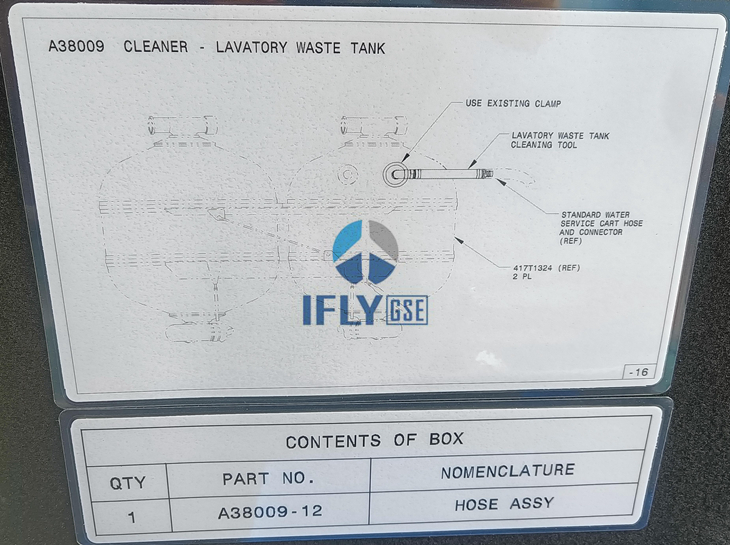 A38009 CLEANER - LAVATORY WASTE TANK
USE EXISTING CLAMP
LAVATORY WASTE TANK
CLEANING TOOL
STANDARD WATER
SERVICE CART HOSE
AND CONNECTOR
(REF)
417T1324 (REF)
2 PL
IFLY GSE
-16
CONTENTS OF BOX
QTY PART NO. NOMENCLATURE
1 A38009-12 HOSE ASSY